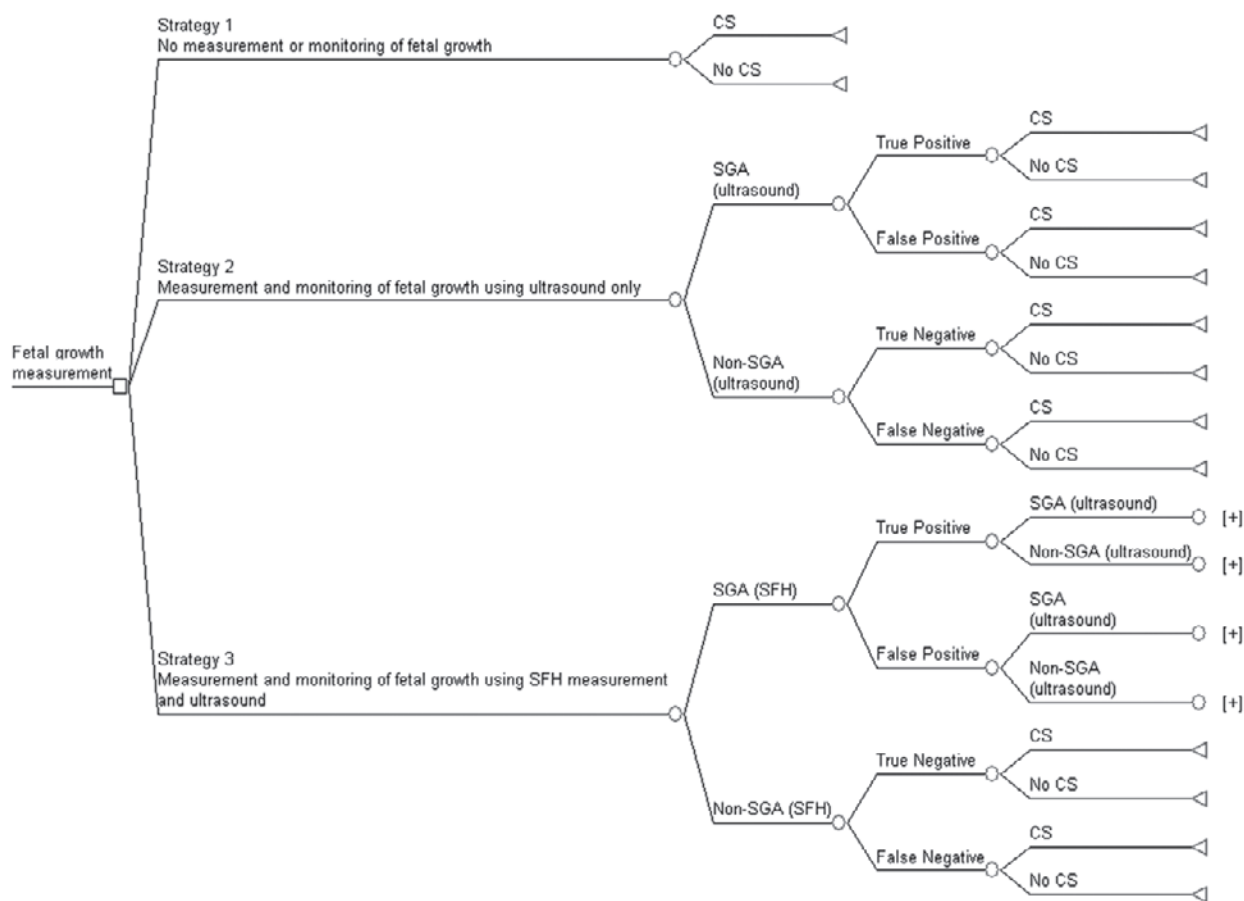 Strategy 1
No measurement or monitoring of fetal growth
CS
No CS
Strategy 2
Measurement and monitoring of fetal growth using ultrasound only
SGA
(ultrasound)
True Positive
CS
No CS
False Positive
CS
No CS
Non-SGA
(ultrasound)
True Negative
CS
No CS
False Negative
CS
No CS
Fetal growth
measurement
Strategy 3
Measurement and monitoring of fetal growth using SFH measurement
and ultrasound
SGA (SFH)
True Positive
SGA (ultrasound)
[+]
Non-SGA (ultrasound)
[+]
False Positive
SGA
(ultrasound)
[+]
Non-SGA
(ultrasound)
[+]
Non-SGA (SFH)
True Negative
CS
No CS
False Negative
CS
No CS